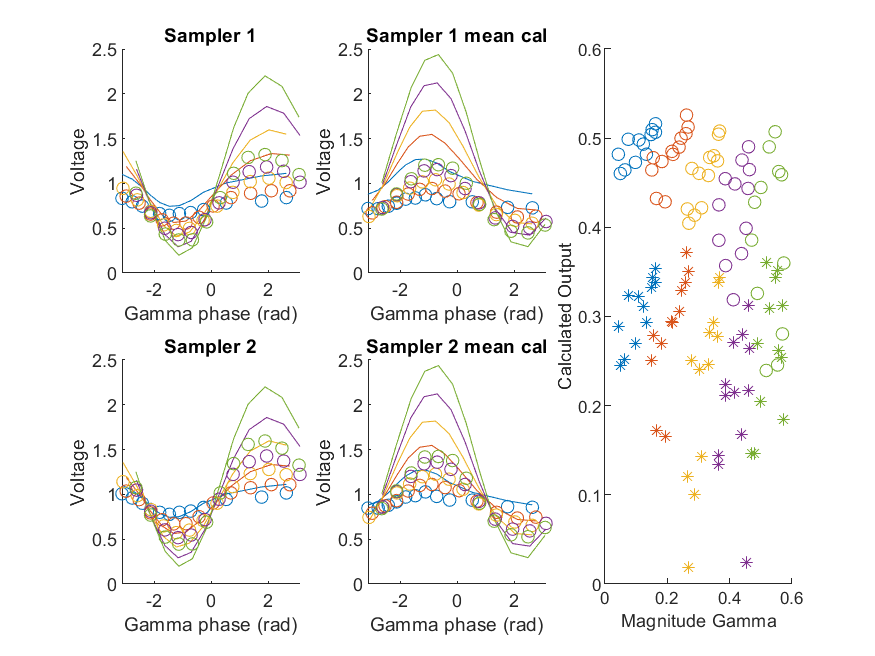 Sampler 1
2.5
2
1.5
1
0.5
0
Voltage
-2 0 2
Gamma phase (rad)
Sampler 1 mean cal
2.5
2
1.5
1
0.5
0
Voltage
-2 0 2
Gamma phase (rad)
Sampler 2
2.5
2
1.5
1
0.5
0
Voltage
-2 0 2
Gamma phase (rad)
Sampler 2 mean cal
2.5
2
1.5
1
0.5
0
Voltage
-2 0 2
Gamma phase (rad)
0.6
0.5
0.4
0.3
0.2
0.1
0
Calculated Output
0 0.2 0.4 0.6
Magnitude Gamma